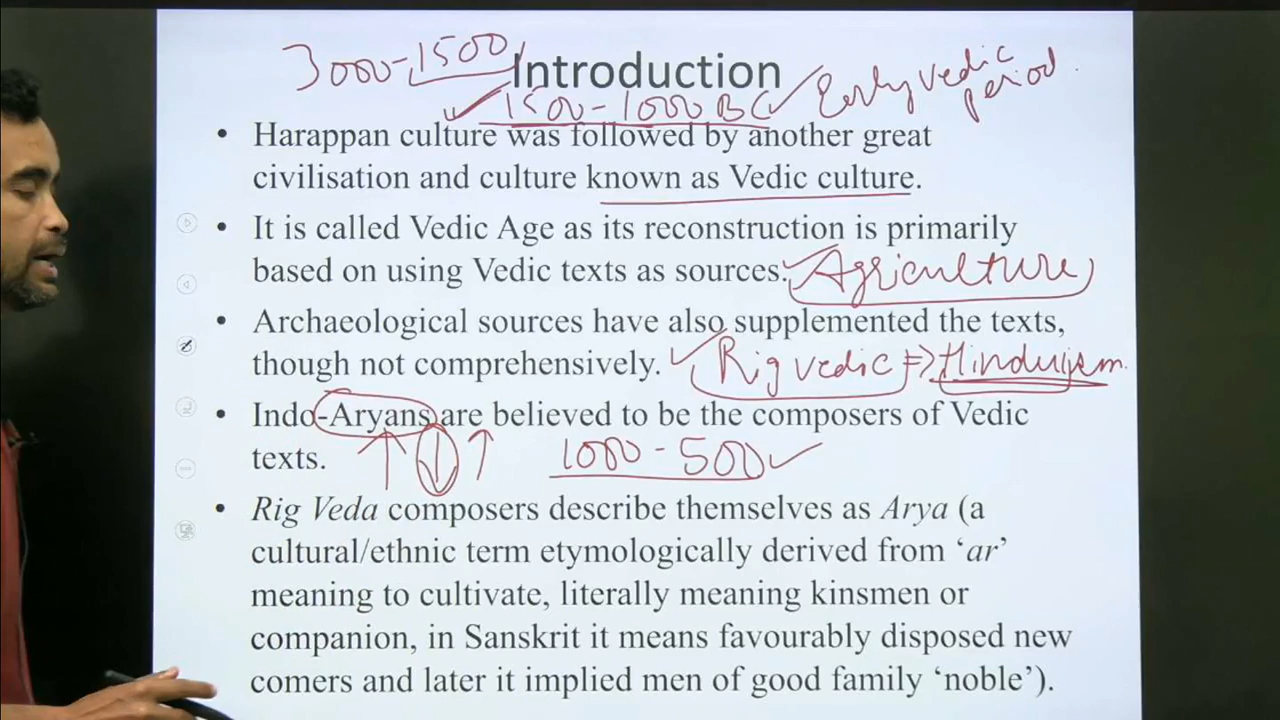 3000-1500
Introduction
1500-1000 BC Early Vedic period
• Harappan culture was followed by another great
civilisation and culture known as Vedic culture.
• It is called Vedic Age as its reconstruction is primarily
based on using Vedic texts as sources. Agriculture
• Archaeological sources have also supplemented the texts,
though not comprehensively. Rig vedic => Hinduism
• Indo-Aryans are believed to be the composers of Vedic
texts. 1000-500
• Rig Veda composers describe themselves as Arya (a
cultural/ethnic term etymologically derived from ‘ar’
meaning to cultivate, literally meaning kinsmen or
companion, in Sanskrit it means favourably disposed new
comers and later it implied men of good family ‘noble’).